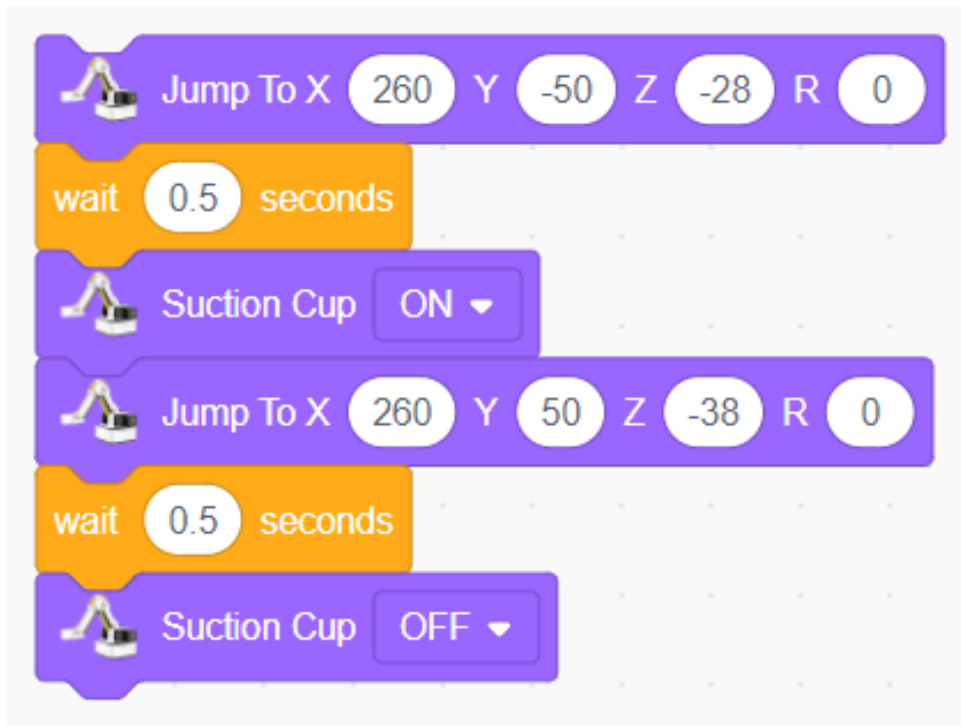 Jump To X 260 Y -50 Z -28 R 0
wait 0.5 seconds
Suction Cup ON
Jump To X 260 Y 50 Z -38 R 0
wait 0.5 seconds
Suction Cup OFF